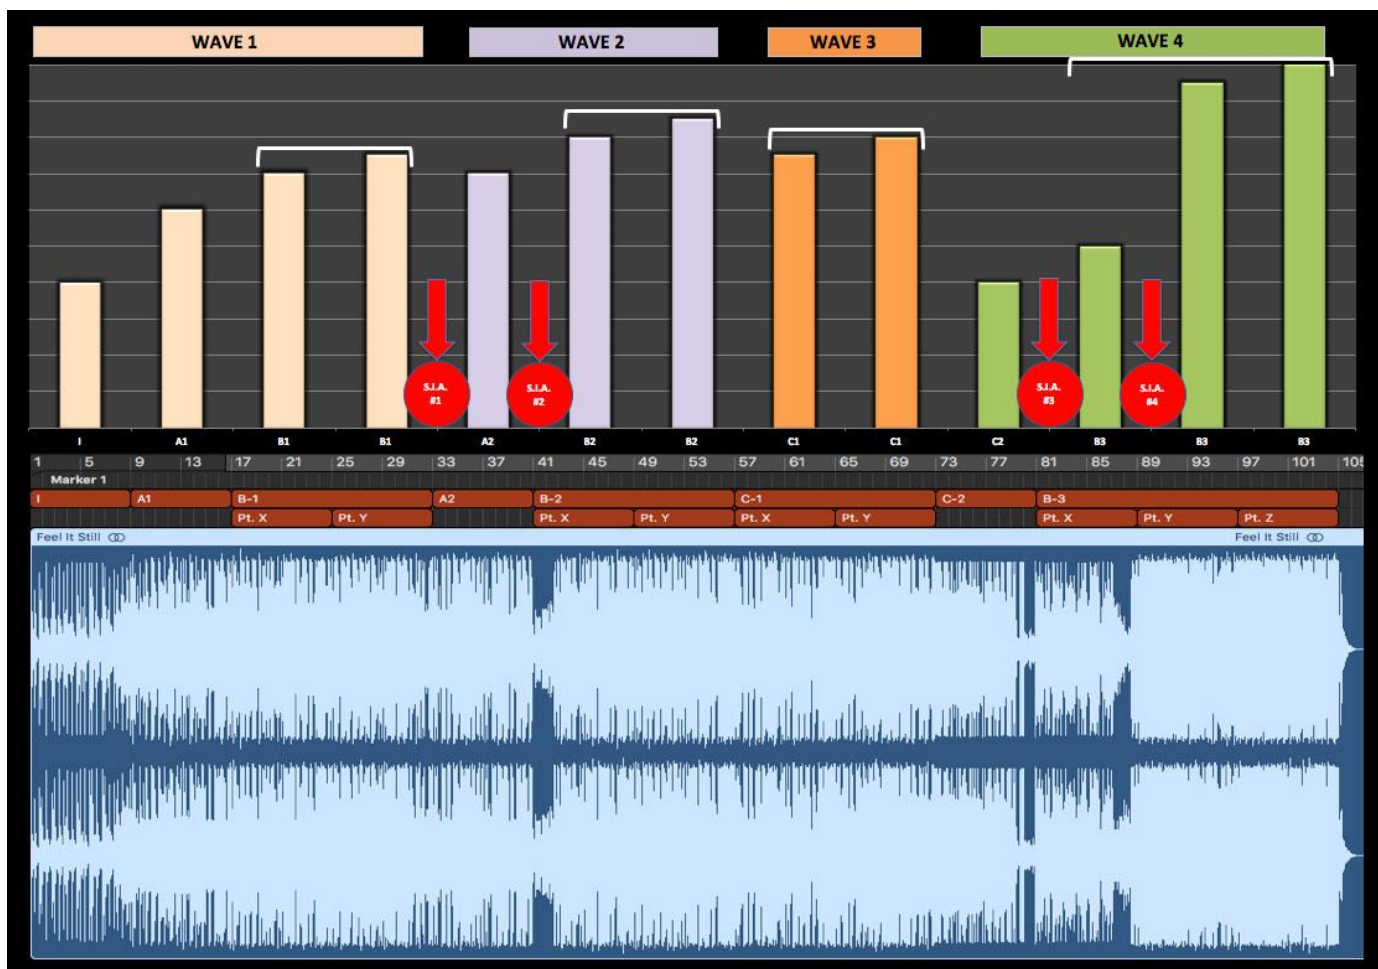 WAVE 1 WAVE 2 WAVE 3 WAVE 4
S.I.A. S.I.A. S.I.A. S.I.A.
#1 #2 #3 #4
I A1 B1 B1 A2 B2 B2 C1 C1 C2 B3 B3 B3
1 5 9 13 17 21 25 29 33 37 41 45 49 53 57 61 65 69 73 77 81 85 89 93 97 101 105
Marker 1
I A1 B-1 A2 B-2 C-1 C-2 B-3
Pt. X Pt. Y Pt. X Pt. Y Pt. X Pt. Y Pt. X Pt. Y Pt. Z
Feel It Still Feel It Still